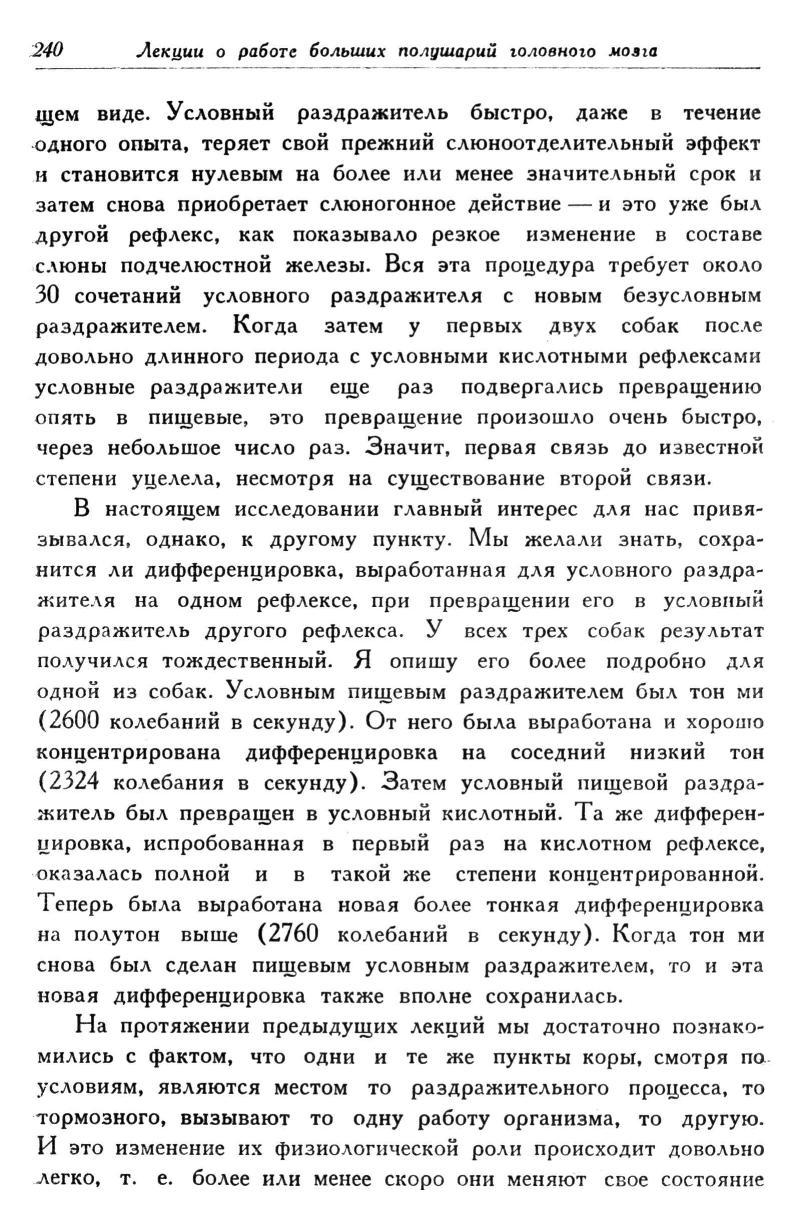 240 Лекции о работе больших полушарий головного мозга
щем виде. Условный раздражитель быстро, даже в течение
одного опыта, теряет свой прежний слюноотделительный эффект
и становится нулевым на более или менее значительный срок и
затем снова приобретает слюногонное действие — и это уже был
другой рефлекс, как показывало резкое изменение в составе
слюны подчелюстной железы. Вся эта процедура требует около
30 сочетаний условного раздражителя с новым безусловным
раздражителем. Когда затем у первых двух собак после
довольно длинного периода с условными кислотными рефлексами
условные раздражители еще раз подвергались превращению
опять в пищевые, это превращение произошло очень быстро,
через небольшое число раз. Значит, первая связь до известной
степени уцелела, несмотря на существование второй связи.
В настоящем исследовании главный интерес для нас привя-
зывался, однако, к другому пункту. Мы желали знать, сохра-
нится ли дифференцировка, выработанная для условного раздра-
жителя на одном рефлексе, при превращении его в условный
раздражитель другого рефлекса. У всех трех собак результат
получился тождественный. Я опишу его более подробно для
одной из собак. Условным пищевым раздражителем был тон ми
(2600 колебаний в секунду). От него была выработана и хорошо
концентрирована дифференцировка на соседний низкий тон
(2324 колебания в секунду). Затем условный пищевой раздра-
житель был превращен в условный кислотный. Та же дифферен-
цировка, испробованная в первый раз на кислотном рефлексе,
оказалась полной и в такой же степени концентрированной.
Теперь была выработана новая более тонкая дифференцировка
на полутон выше (2760 колебаний в секунду). Когда тон ми
снова был сделан пищевым условным раздражителем, то и эта
новая дифференцировка также вполне сохранилась.
На протяжении предыдущих лекций мы достаточно познако-
мились с фактом, что одни и те же пункты коры, смотря по
условиям, являются местом то раздражительного процесса, то
тормозного, вызывают то одну работу организма, то другую.
И это изменение их физиологической роли происходит довольно
легко, т. е. более или менее скоро они меняют свое состояние